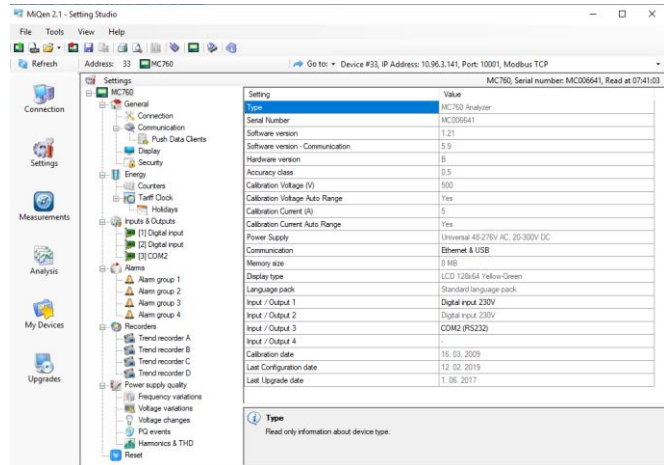 MiQen 2.1 - Setting Studio
File Tools View Help
Refresh Address: 33 MC760 Go to: Device #33, IP Address: 10.96.3.141, Port: 10001, Modbus TCP
Settings MC760, Serial number: MC006641, Read at 07:41:03
Connection
Settings
Measurements
Analysis
My Devices
Upgrades
MC760
General
Connection
Communication
Push Data Clients
Display
Security
Energy
Counters
Tariff Clock
Holidays
Inputs & Outputs
[1] Digital input
[2] Digital input
[3] COM2
Alarms
Alarm group 1
Alarm group 2
Alarm group 3
Alarm group 4
Recorders
Trend recorder A
Trend recorder B
Trend recorder C
Trend recorder D
Power supply quality
Frequency variations
Voltage variations
Voltage changes
PQ events
Harmonics & THD
Reset
Setting Value
Type MC760 Analyzer
Serial Number MC006641
Software version 1.21
Software version - Communication 5.9
Hardware version B
Accuracy class 0.5
Calibration Voltage (V) 500
Calibration Voltage Auto Range Yes
Calibration Current (A) 5
Calibration Current Auto Range Yes
Power Supply Universal 48-276V AC, 20-300V DC
Communication Ethernet & USB
Memory size 8 MB
Display type LCD 128x64 Yellow-Green
Language pack Standard language pack
Input / Output 1 Digital input 230V
Input / Output 2 Digital input 230V
Input / Output 3 COM2 (RS232)
Input / Output 4 -
Calibration date 16. 03. 2009
Last Configuration date 12. 02. 2019
Last Upgrade date 1. 06. 2017
Type
Read only information about device type.